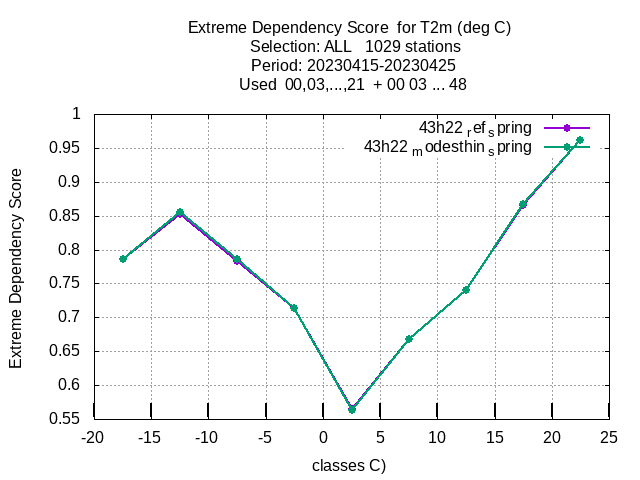 Extreme Dependency Score  for T2m (deg C)
Selection: ALL   1029 stations
Period: 20230415-20230425
Used  00,03,...,21  + 00 03 ... 48
43h22 ref spring
43h22 modesthin spring
1
0.95
0.9
0.85
0.8
0.75
0.7
0.65
0.6
0.55
Extreme Dependency Score
-20 -15 -10 -5 0 5 10 15 20 25
classes C)